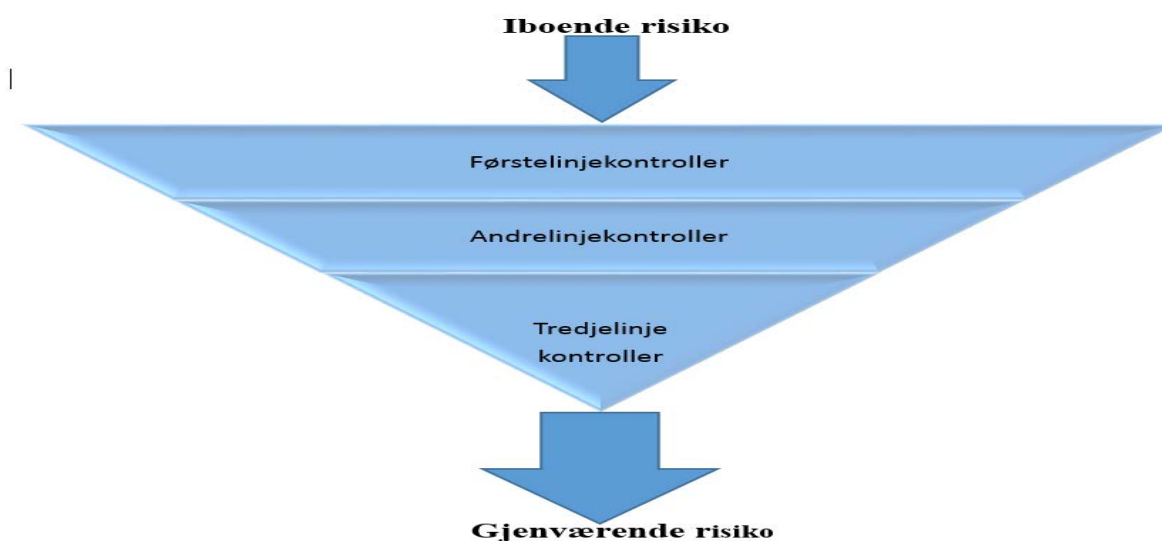 Iboende risiko
Førstelinjekontroller
Andrelinjekontroller
Tredjelinje
kontroller
Gjenværende risiko